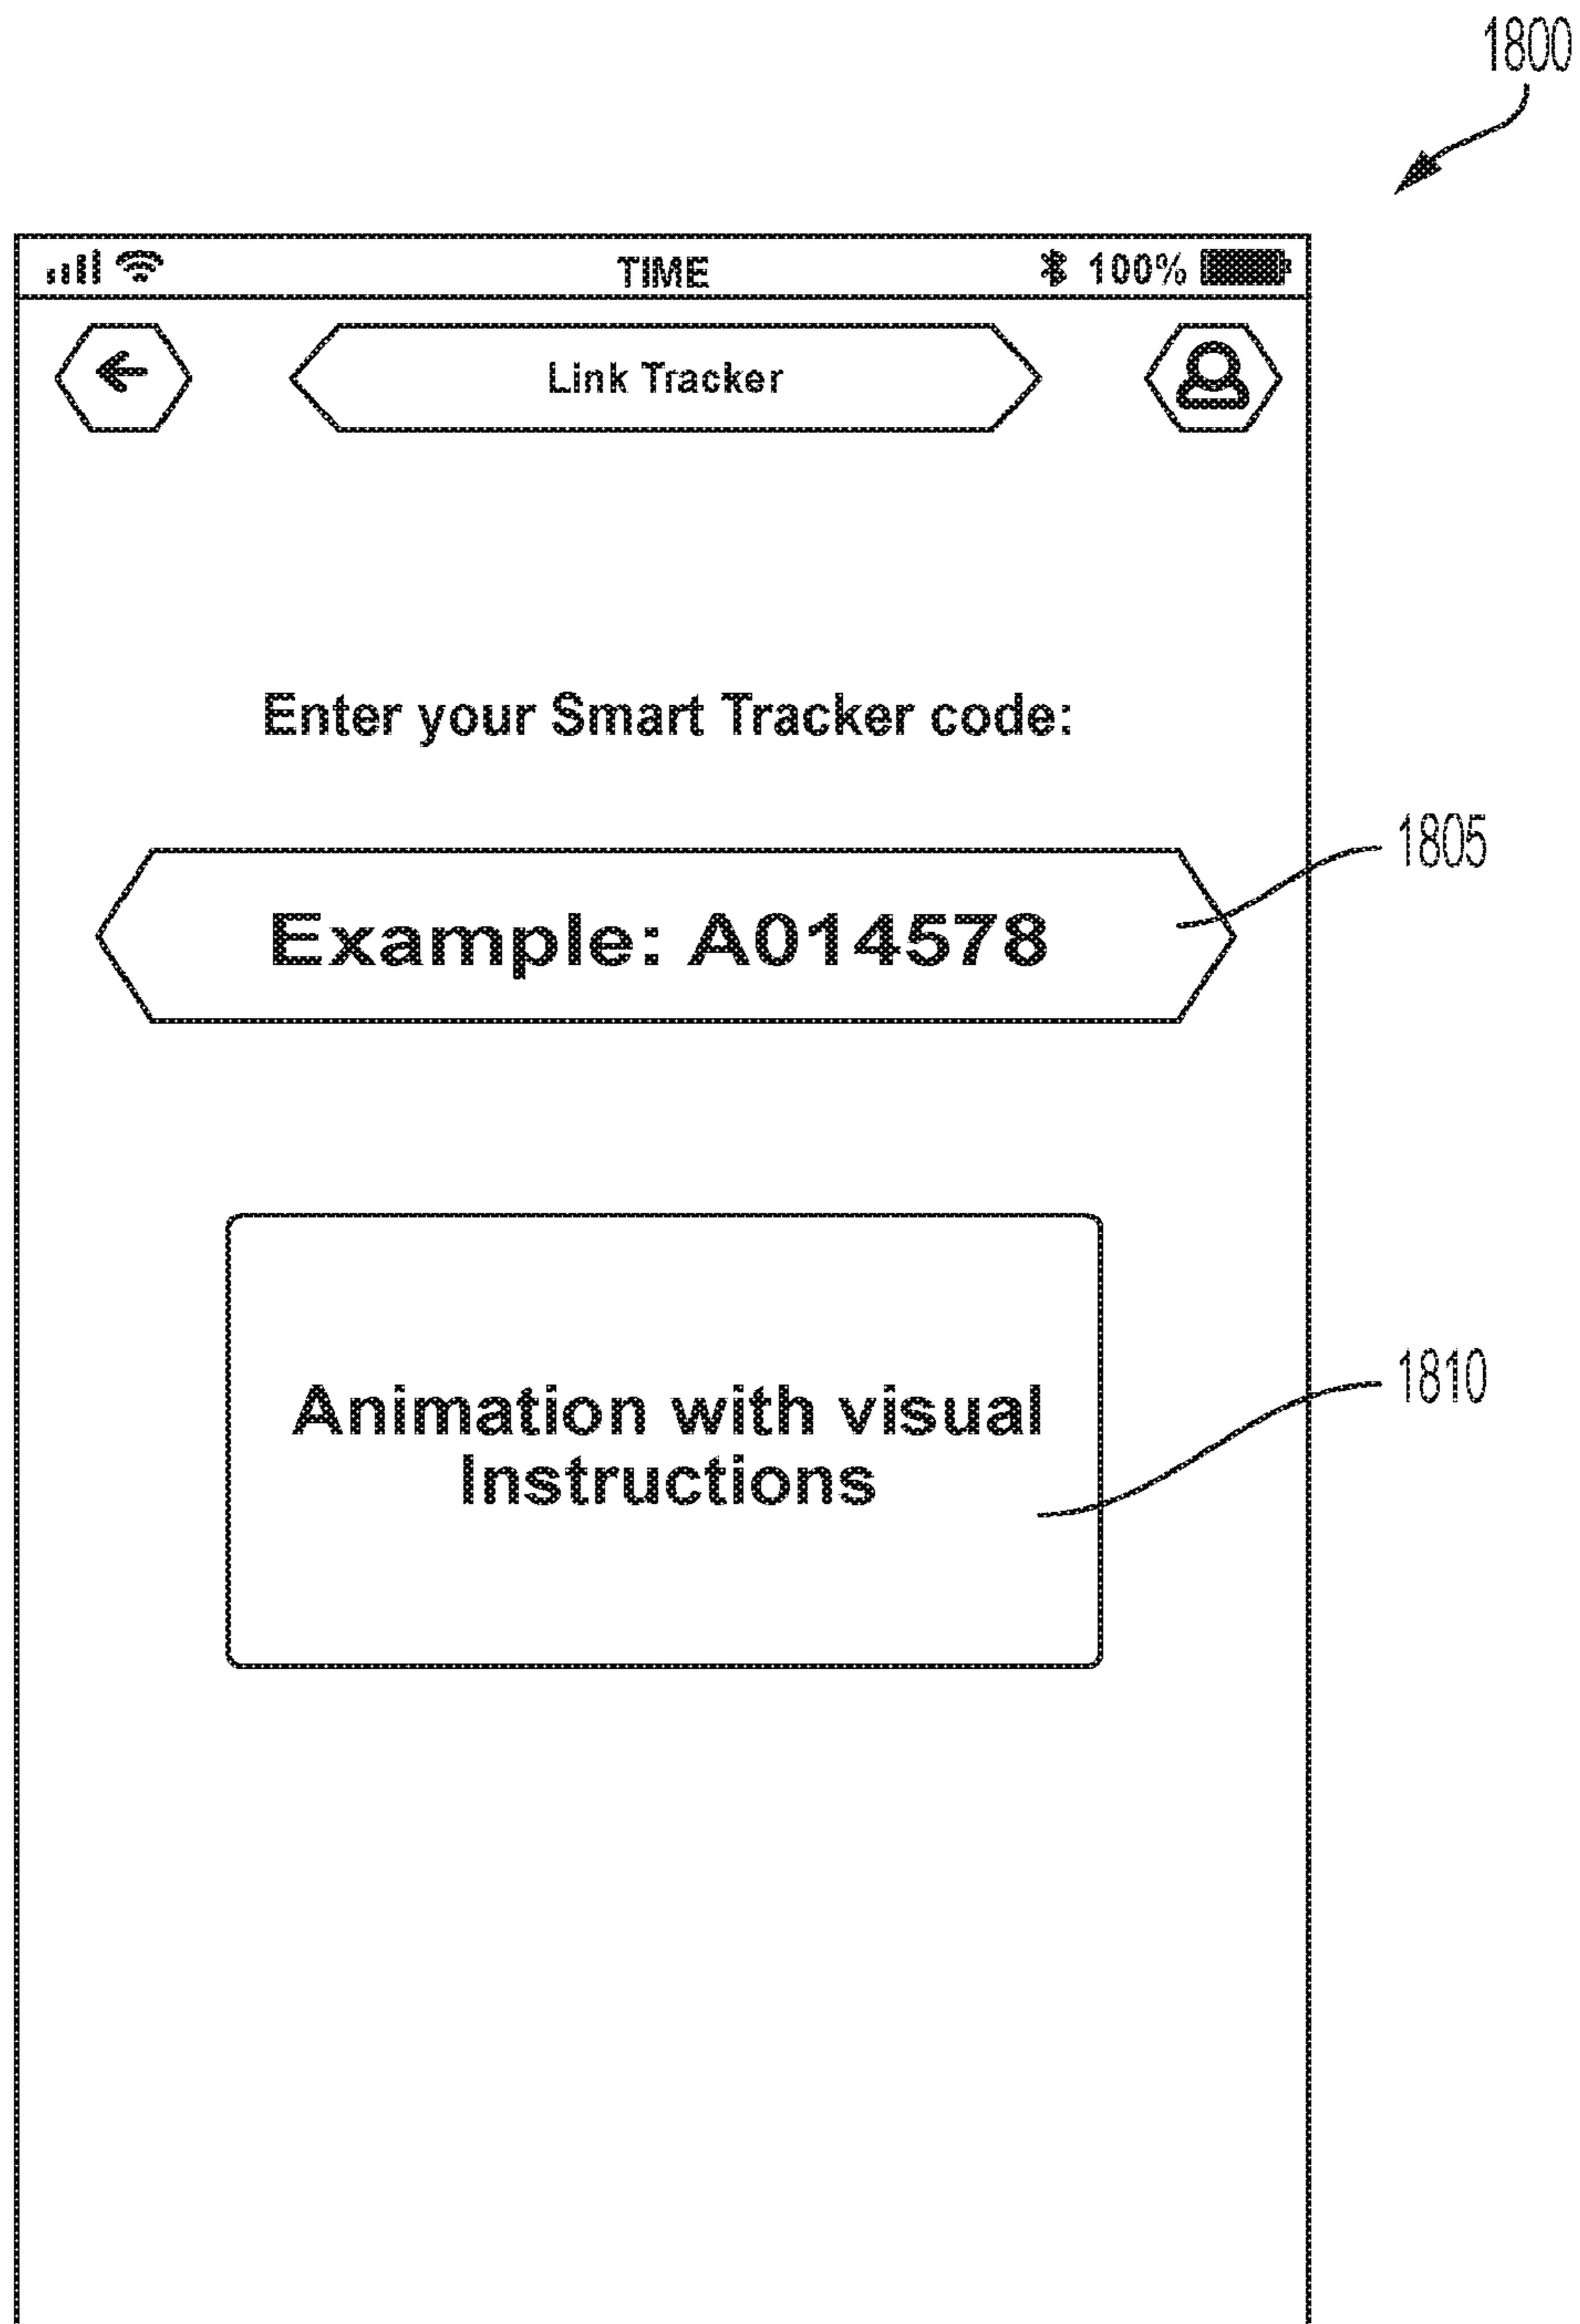 1800
TIME
100%
Link Tracker
Enter your Smart Tracker code:
1805
Example: A014578
1810
Animation with visual
Instructions